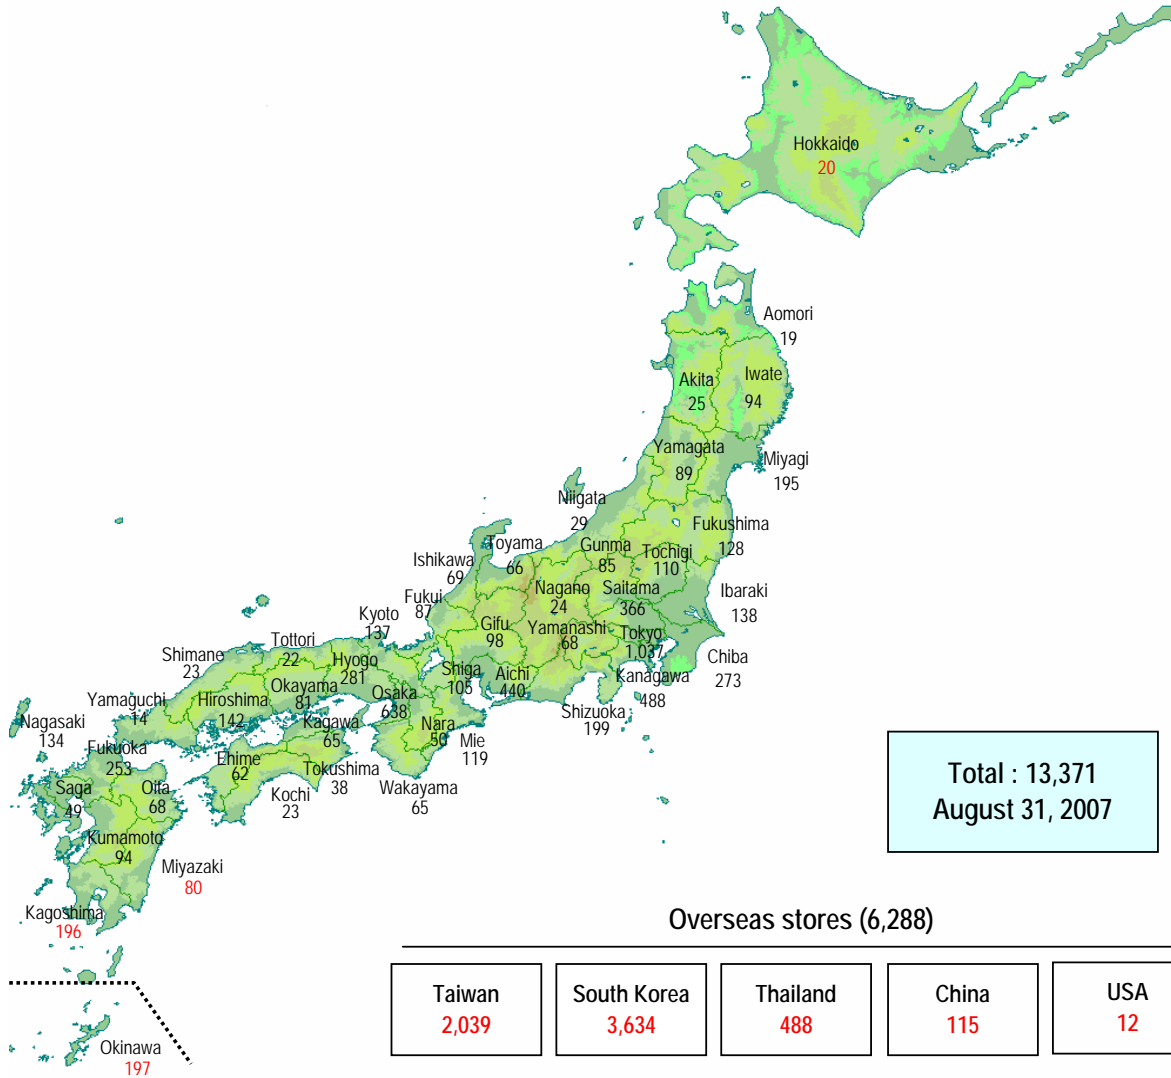 Hokkaido
20
Aomori
19
Akita
25
Iwate
94
Yamagata
89
Miyagi
195
Niigata
29
Fukushima
128
Toyama
66
Gunma
85
Tochigi
110
Ishikawa
69
Nagano
24
Saitama
366
Ibaraki
138
Fukui
87
Kyoto
137
Gifu
98
Yamanashi
68
Tokyo
1,037
Chiba
273
Tottori
22
Shimane
23
Hyogo
281
Shiga
105
Aichi
440
Kanagawa
488
Shizuoka
199
Yamaguchi
14
Hiroshima
142
Okayama
81
Osaka
638
Nagasaki
134
Kagawa
65
Nara
50
Mie
119
Fukuoka
253
Ehime
62
Tokushima
38
Wakayama
65
Saga
49
Oita
68
Kochi
23
Kumamoto
94
Miyazaki
80
Kagoshima
196
Okinawa
197
Total : 13,371
August 31, 2007
Overseas stores (6,288)
Taiwan
2,039
South Korea
3,634
Thailand
488
China
115
USA
12